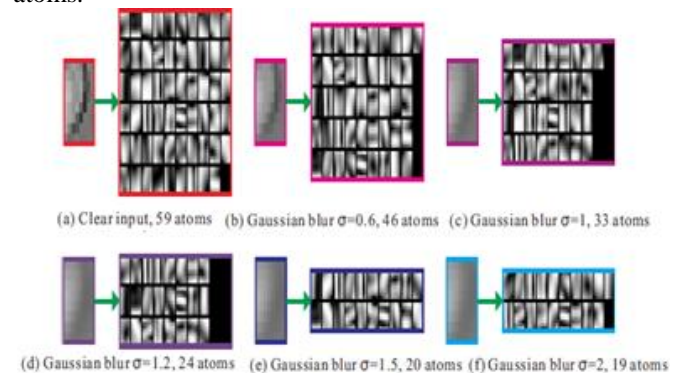 atoms.
(a) Clear input, 59 atoms (b) Gaussian blur σ=0.6, 46 atoms (c) Gaussian blur σ=1, 33 atoms
(d) Gaussian blur σ=1.2, 24 atoms (e) Gaussian blur σ=1.5, 20 atoms (f) Gaussian blur σ=2, 19 atoms